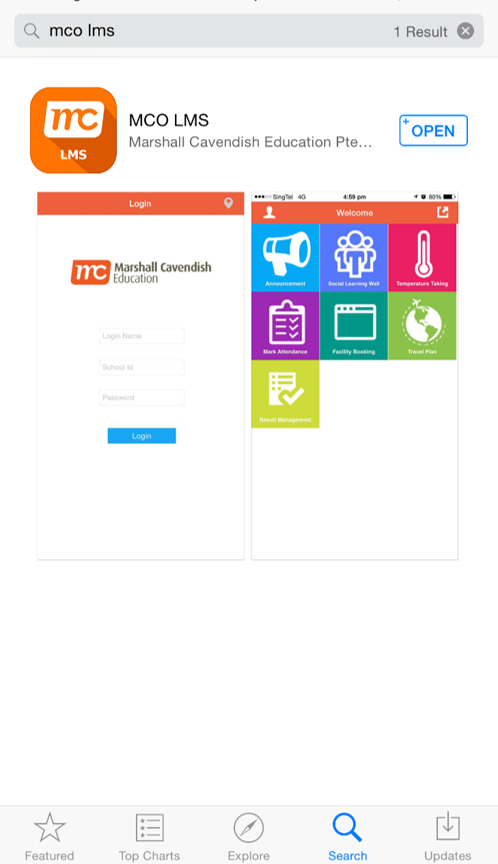 mco lms
1 Result
mc
LMS
MCO LMS
Marshall Cavendish Education Pte...
+OPEN
Login
mc Marshall Cavendish
Education
Login Name
School Id
Password
Login
SingTel 4G 4:59 pm 80%
Welcome
Announcement Social Learning Wall Temperature Taking
Mark Attendance Facility Booking Travel Plan
Result Management
Featured Top Charts Explore Search Updates